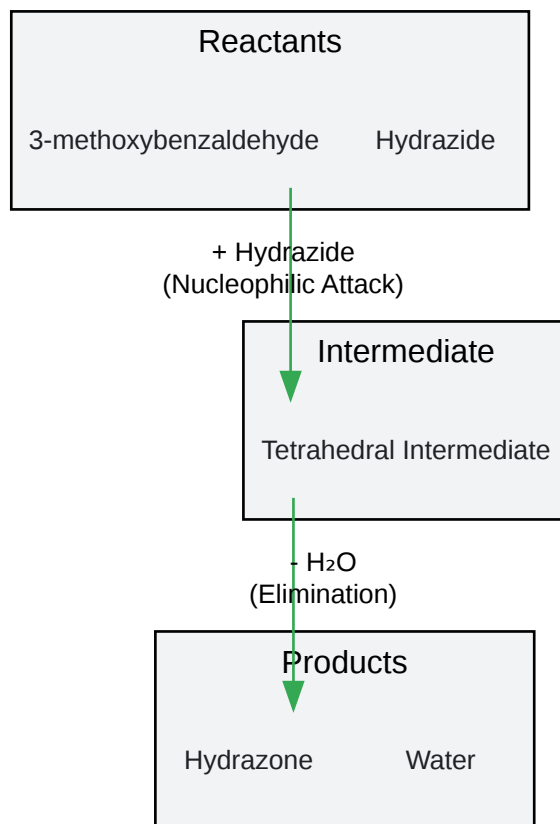 Reactants
3-methoxybenzaldehyde Hydrazide
+ Hydrazide
(Nucleophilic Attack)
Intermediate
Tetrahedral Intermediate
- H₂O
(Elimination)
Products
Hydrazone Water